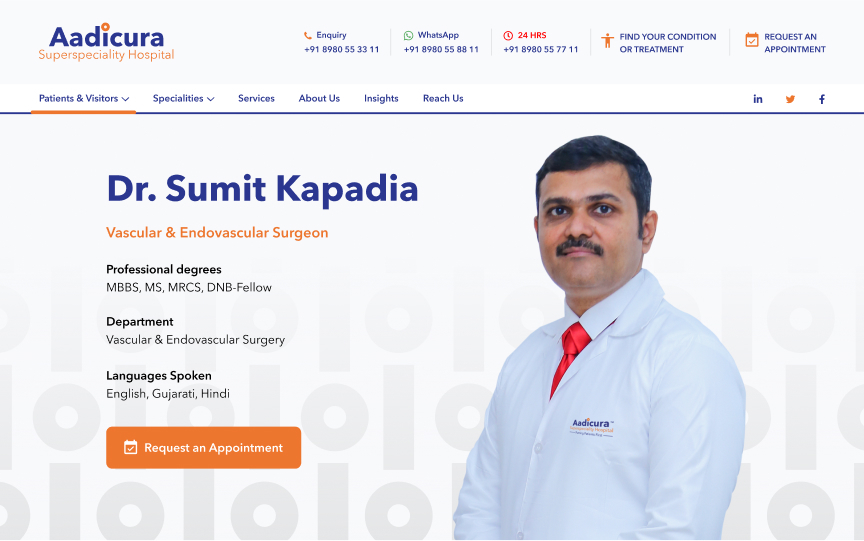 Aadicura
Superspeciality Hospital
Enquiry
+91 8980 55 33 11
WhatsApp
+91 8980 55 88 11
24 HRS
+91 8980 55 77 11
FIND YOUR CONDITION
OR TREATMENT
REQUEST AN
APPOINTMENT
Patients & Visitors
Specialities
Services
About Us
Insights
Reach Us
in
f
Dr. Sumit Kapadia
Vascular & Endovascular Surgeon
Professional degrees
MBBS, MS, MRCS, DNB-Fellow
Department
Vascular & Endovascular Surgery
Languages Spoken
English, Gujarati, Hindi
Request an Appointment
Aadicura
Superspeciality Hospital